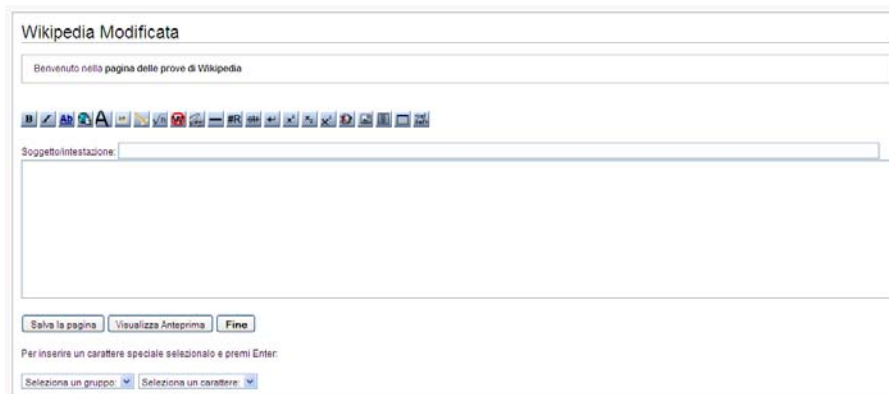 Wikipedia Modificata
Benvenuto nella pagina delle prove di Wikipedia
B Ab A √n #R
Soggetto/intestazione:
Salva la pagina Visualizza Anteprima Fine
Per inserire un carattere speciale selezionalo e premi Enter:
Seleziona un gruppo: Seleziona un carattere: